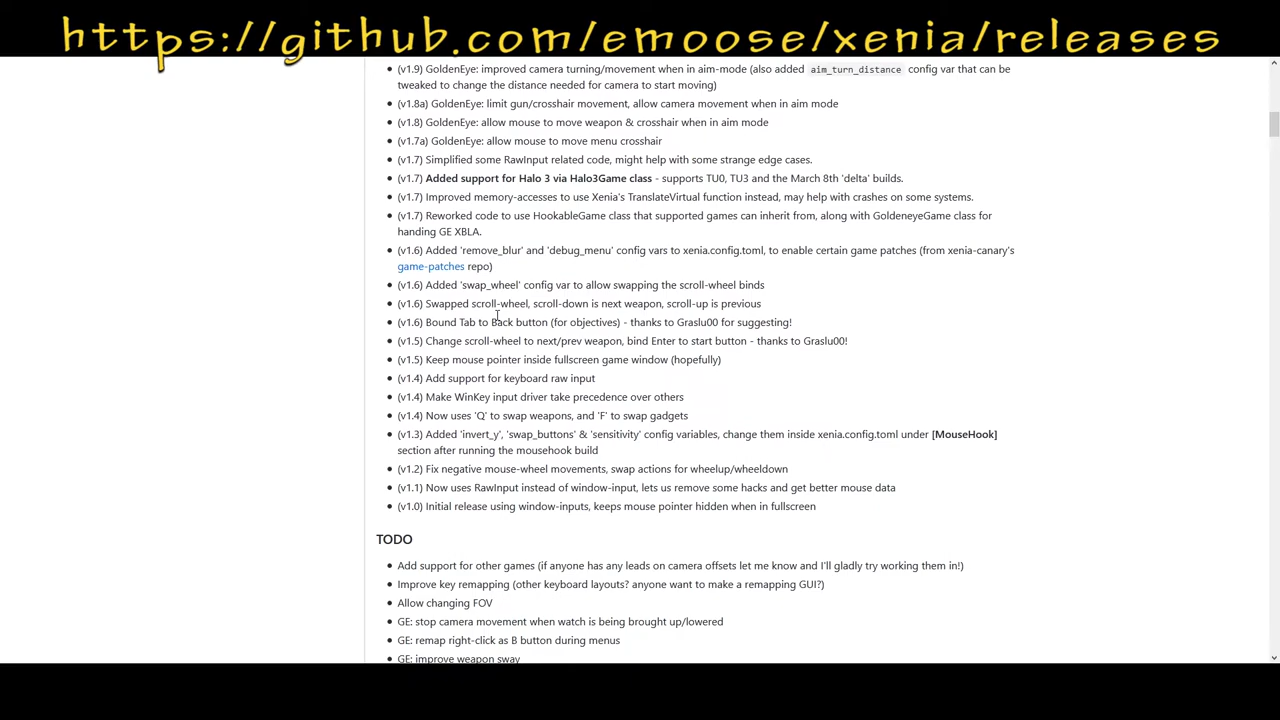 https://github.com/emoose/xenia/releases
(v1.9) GoldenEye: improved camera turning/movement when in aim-mode (also added aim_turn_distance config var that can be
tweaked to change the distance needed for camera to start moving)
(v1.8a) GoldenEye: limit gun/crosshair movement, allow camera movement when in aim mode
(v1.8) GoldenEye: allow mouse to move weapon & crosshair when in aim mode
(v1.7a) GoldenEye: allow mouse to move menu crosshair
(v1.7) Simplified some RawInput related code, might help with some strange edge cases.
(v1.7) Added support for Halo 3 via Halo3Game class - supports TU0, TU3 and the March 8th 'delta' builds.
(v1.7) Improved memory-accesses to use Xenia's TranslateVirtual function instead, may help with crashes on some systems.
(v1.7) Reworked code to use HookableGame class that supported games can inherit from, along with GoldeneyeGame class for
handing GE XBLA.
(v1.6) Added 'remove_blur' and 'debug_menu' config vars to xenia.config.toml, to enable certain game patches (from xenia-canary's
game-patches repo)
(v1.6) Added 'swap_wheel' config var to allow swapping the scroll-wheel binds
(v1.6) Swapped scroll-wheel, scroll-down is next weapon, scroll-up is previous
(v1.6) Bound Tab to Back button (for objectives) - thanks to Graslu00 for suggesting!
(v1.5) Change scroll-wheel to next/prev weapon, bind Enter to start button - thanks to Graslu00!
(v1.5) Keep mouse pointer inside fullscreen game window (hopefully)
(v1.4) Add support for keyboard raw input
(v1.4) Make WinKey input driver take precedence over others
(v1.4) Now uses 'Q' to swap weapons, and 'F' to swap gadgets
(v1.3) Added 'invert_y', 'swap_buttons' & 'sensitivity' config variables, change them inside xenia.config.toml under [MouseHook]
section after running the mousehook build
(v1.2) Fix negative mouse-wheel movements, swap actions for wheelup/wheeldown
(v1.1) Now uses RawInput instead of window-input, lets us remove some hacks and get better mouse data
(v1.0) Initial release using window-inputs, keeps mouse pointer hidden when in fullscreen
TODO
Add support for other games (if anyone has any leads on camera offsets let me know and I'll gladly try working them in!)
Improve key remapping (other keyboard layouts? anyone want to make a remapping GUI?)
Allow changing FOV
GE: stop camera movement when watch is being brought up/lowered
GE: remap right-click as B button during menus
GE: improve weapon sway